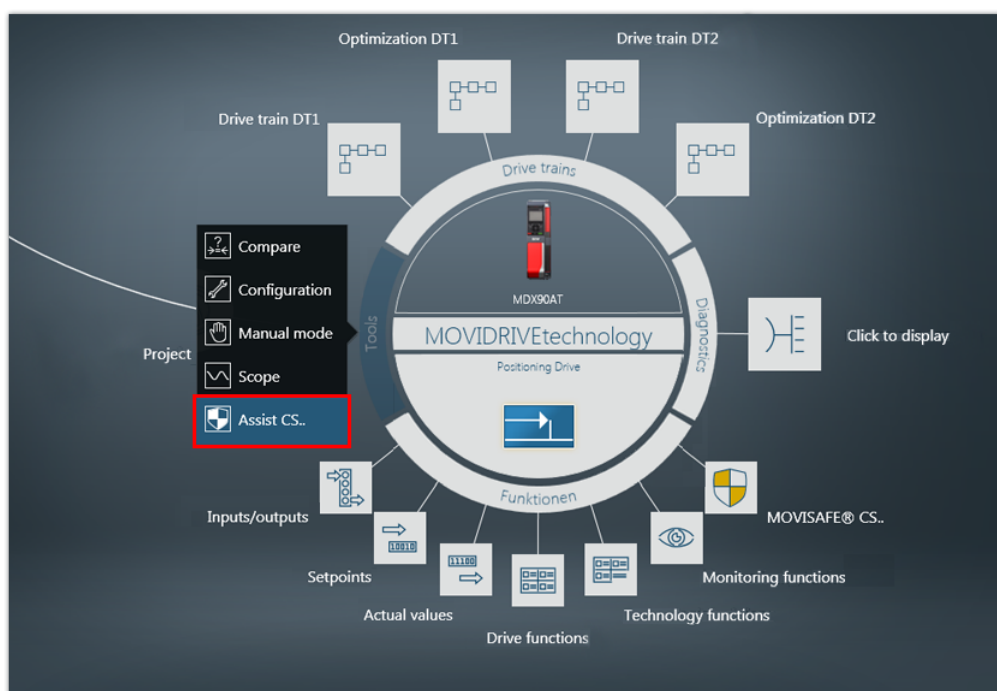 Optimization DT1
Drive train DT2
Drive train DT1
Optimization DT2
Drive trains
Compare
Configuration
Manual mode
Scope
Assist CS..
Project
Tools
MDX90AT
MOVIDRIVEtechnology
Positioning Drive
Diagnostics
Click to display
Funktionen
Inputs/outputs
Setpoints
10010
Actual values
11100
Drive functions
Technology functions
Monitoring functions
MOVISAFE® CS..